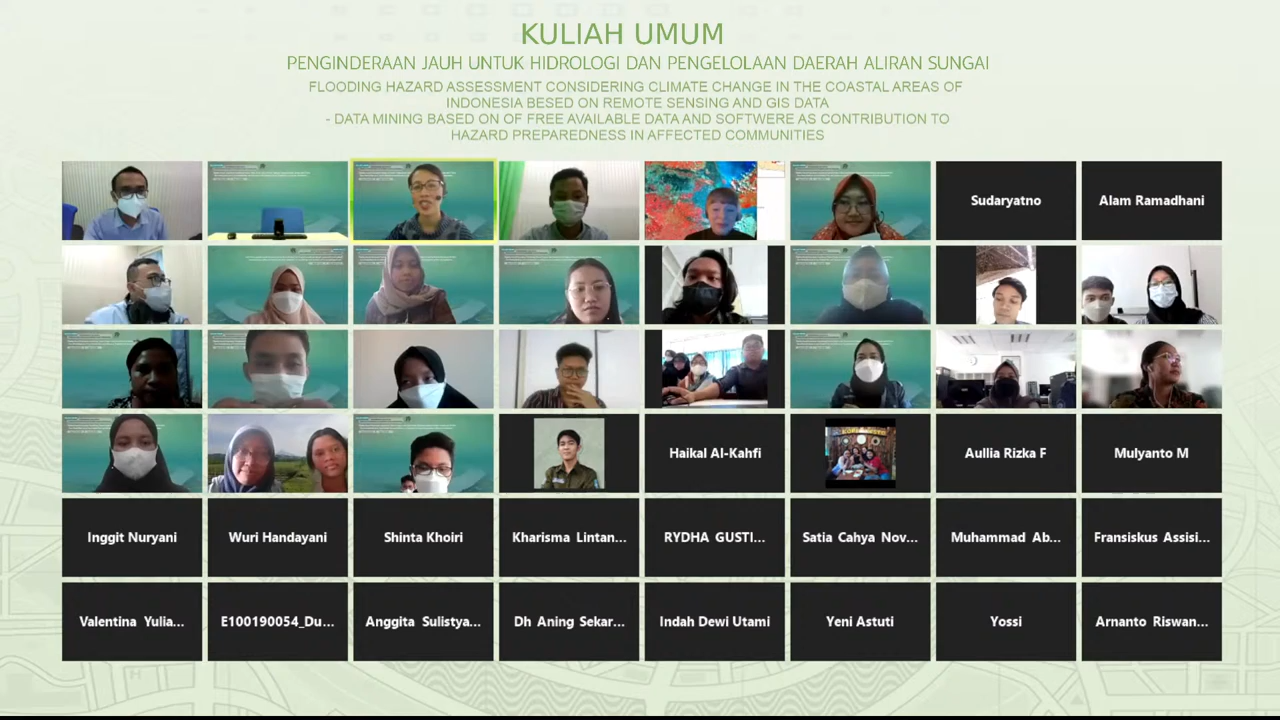 KULIAH UMUM
PENGINDERAAN JAUH UNTUK HIDROLOGI DAN PENGELOLAAN DAERAH ALIRAN SUNGAI
FLOODING HAZARD ASSESSMENT CONSIDERING CLIMATE CHANGE IN THE COASTAL AREAS OF
INDONESIA BESED ON REMOTE SENSING AND GIS DATA
- DATA MINING BASED ON OF FREE AVAILABLE DATA AND SOFTWERE AS CONTRIBUTION TO
HAZARD PREPAREDNESS IN AFFECTED COMMUNITIES
Sudaryatno
Alam Ramadhani
Haikal Al-Kahfi
Aullia Rizka F
Mulyanto M
Inggit Nuryani
Wuri Handayani
Shinta Khoiri
Kharisma Lintan...
RYDHA GUSTI...
Satia Cahya Nov...
Muhammad Ab...
Fransiskus Assisi...
Valentina Yulia...
E100190054_Du...
Anggita Sulistya...
Dh Aning Sekar...
Indah Dewi Utami
Yeni Astuti
Yossi
Arnanto Riswan...